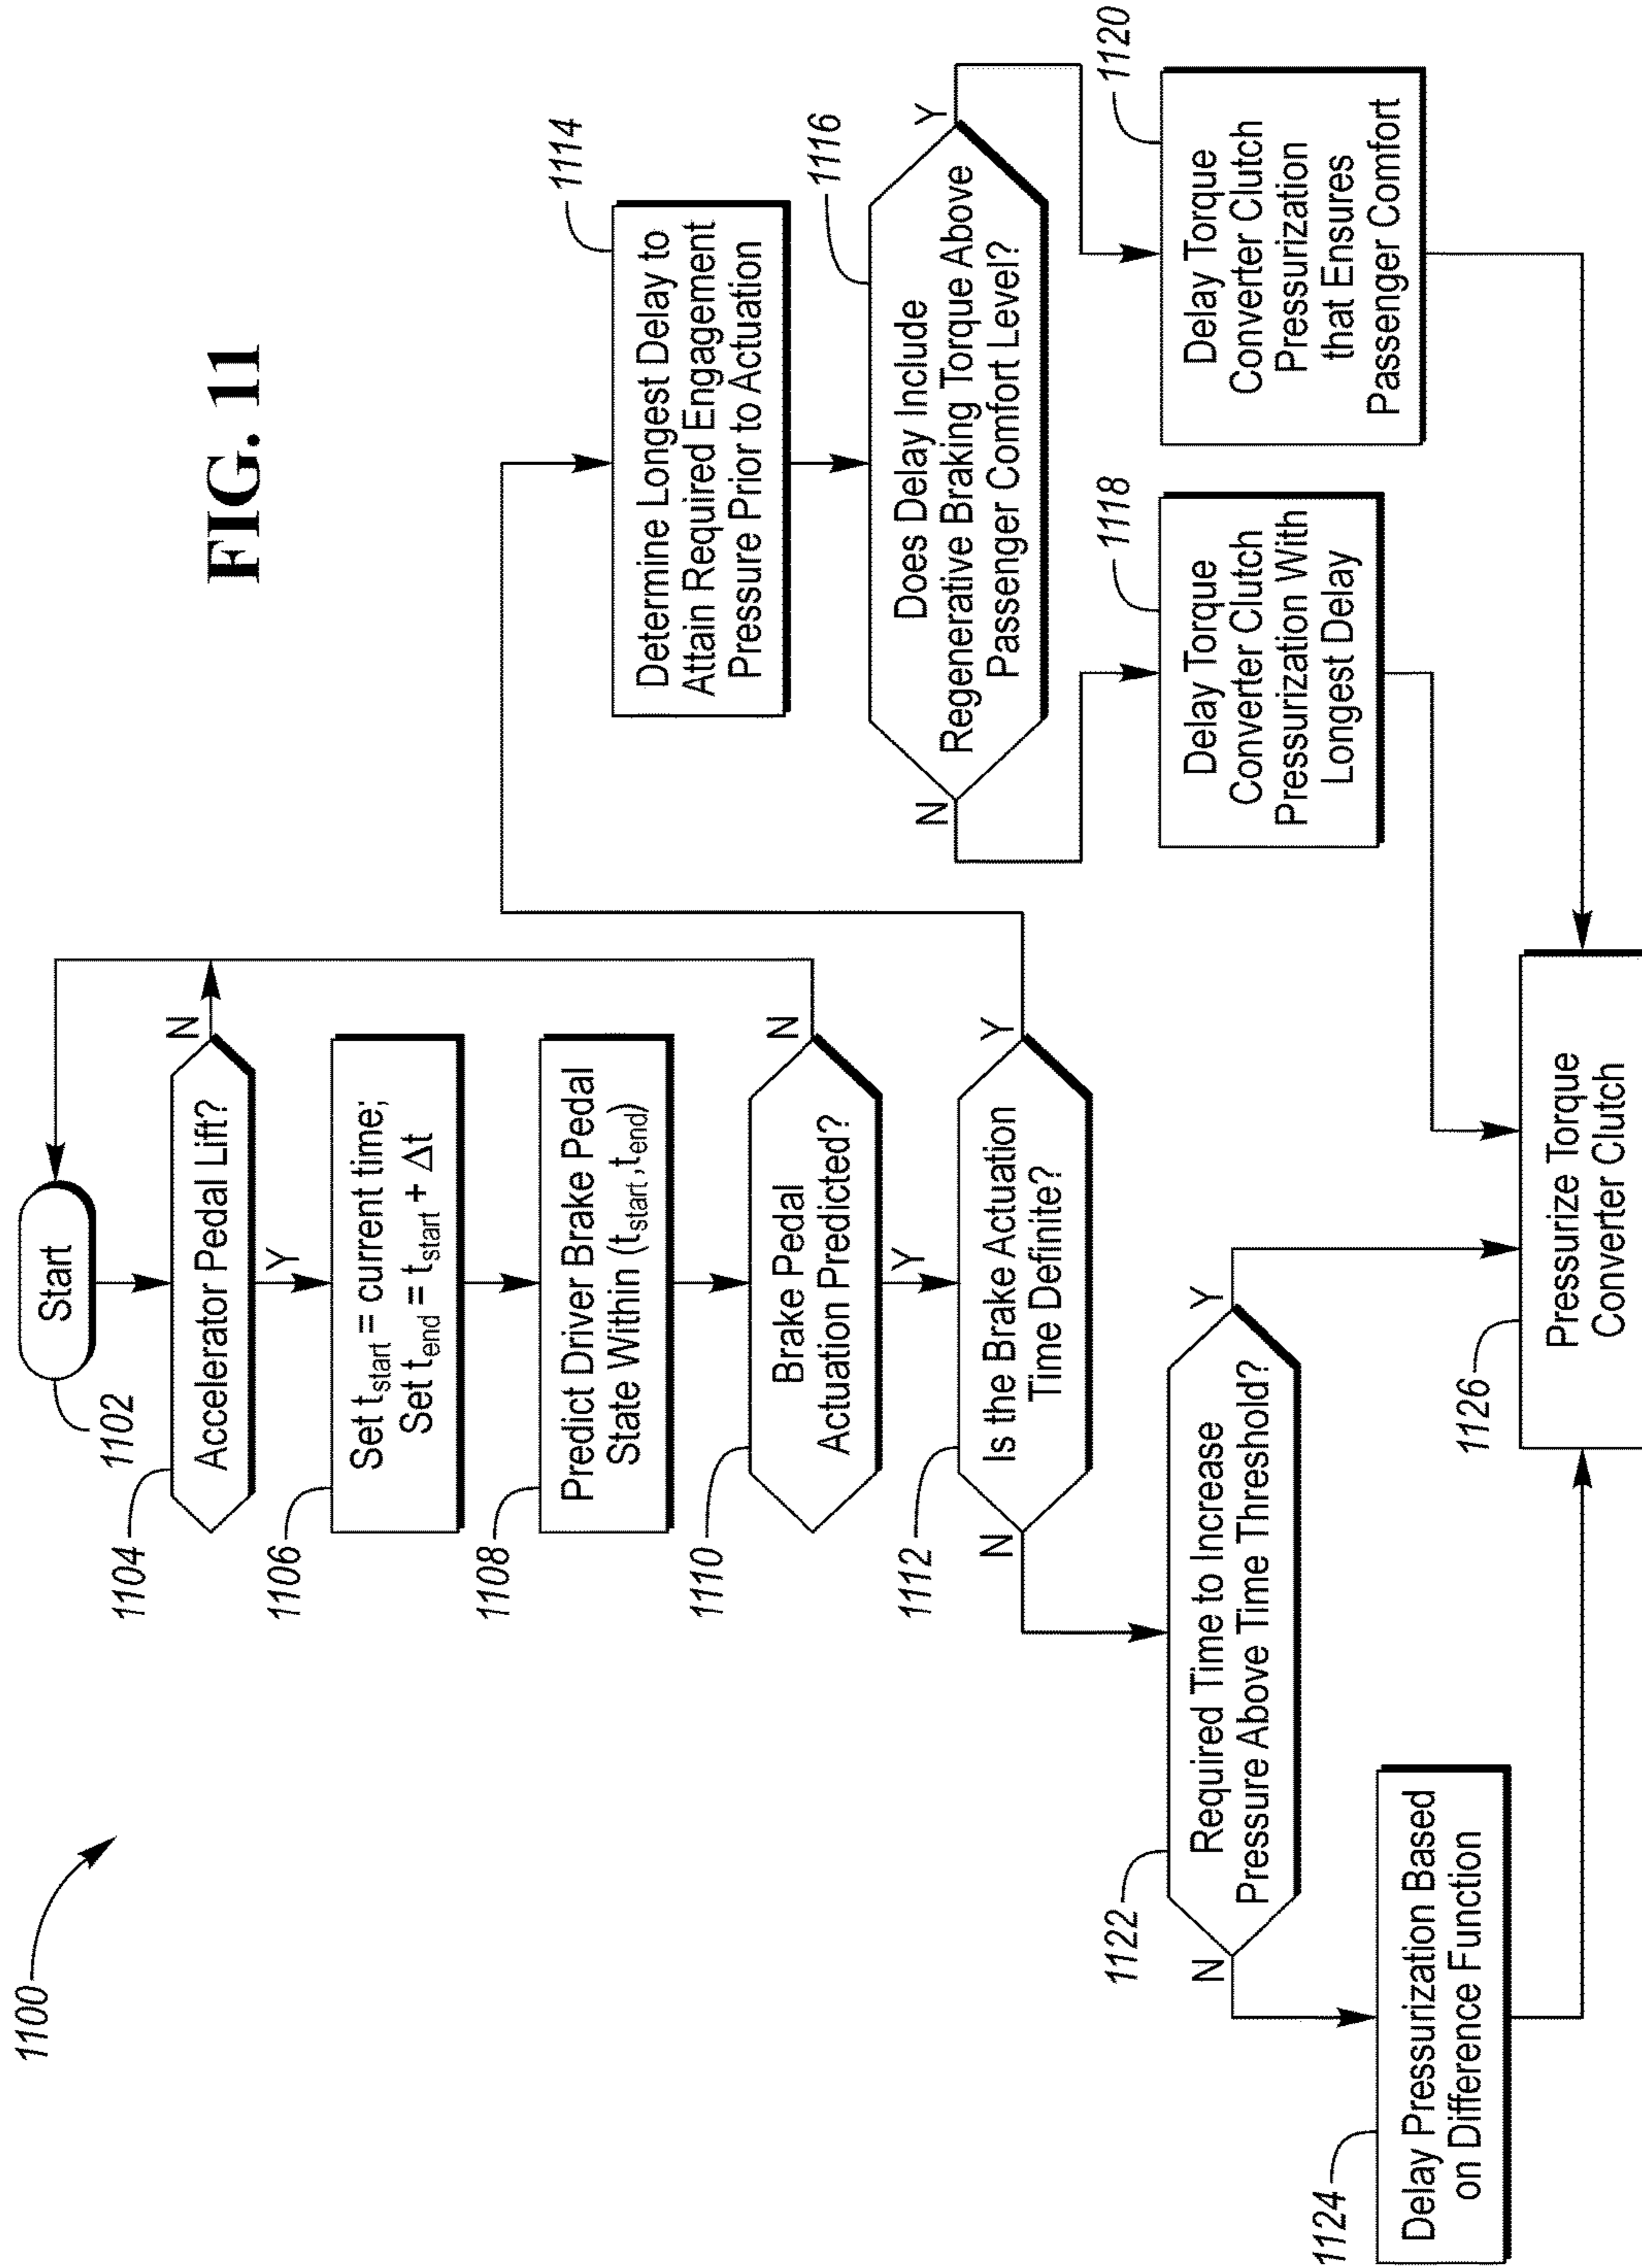 FIG. 11
1100
Start
1102
1104
Accelerator Pedal Lift?
N
Y
1106
Set tstart = current time;
Set tend = tstart + Δt
1108
Predict Driver Brake Pedal
State Within (tstart,tend)
1110
Brake Pedal
Actuation Predicted?
N
Y
1112
Is the Brake Actuation
Time Definite?
N
Y
1114
Determine Longest Delay to
Attain Required Engagement
Pressure Prior to Actuation
1116
Does Delay Include
Regenerative Braking Torque Above
Passenger Comfort Level?
N
Y
1118
Delay Torque
Converter Clutch
Pressurization With
Longest Delay
1120
Delay Torque
Converter Clutch
Pressurization
that Ensures
Passenger Comfort
1122
Required Time to Increase
Pressure Above Time Threshold?
N
Y
1124
Delay Pressurization Based
on Difference Function
1126
Pressurize Torque
Converter Clutch